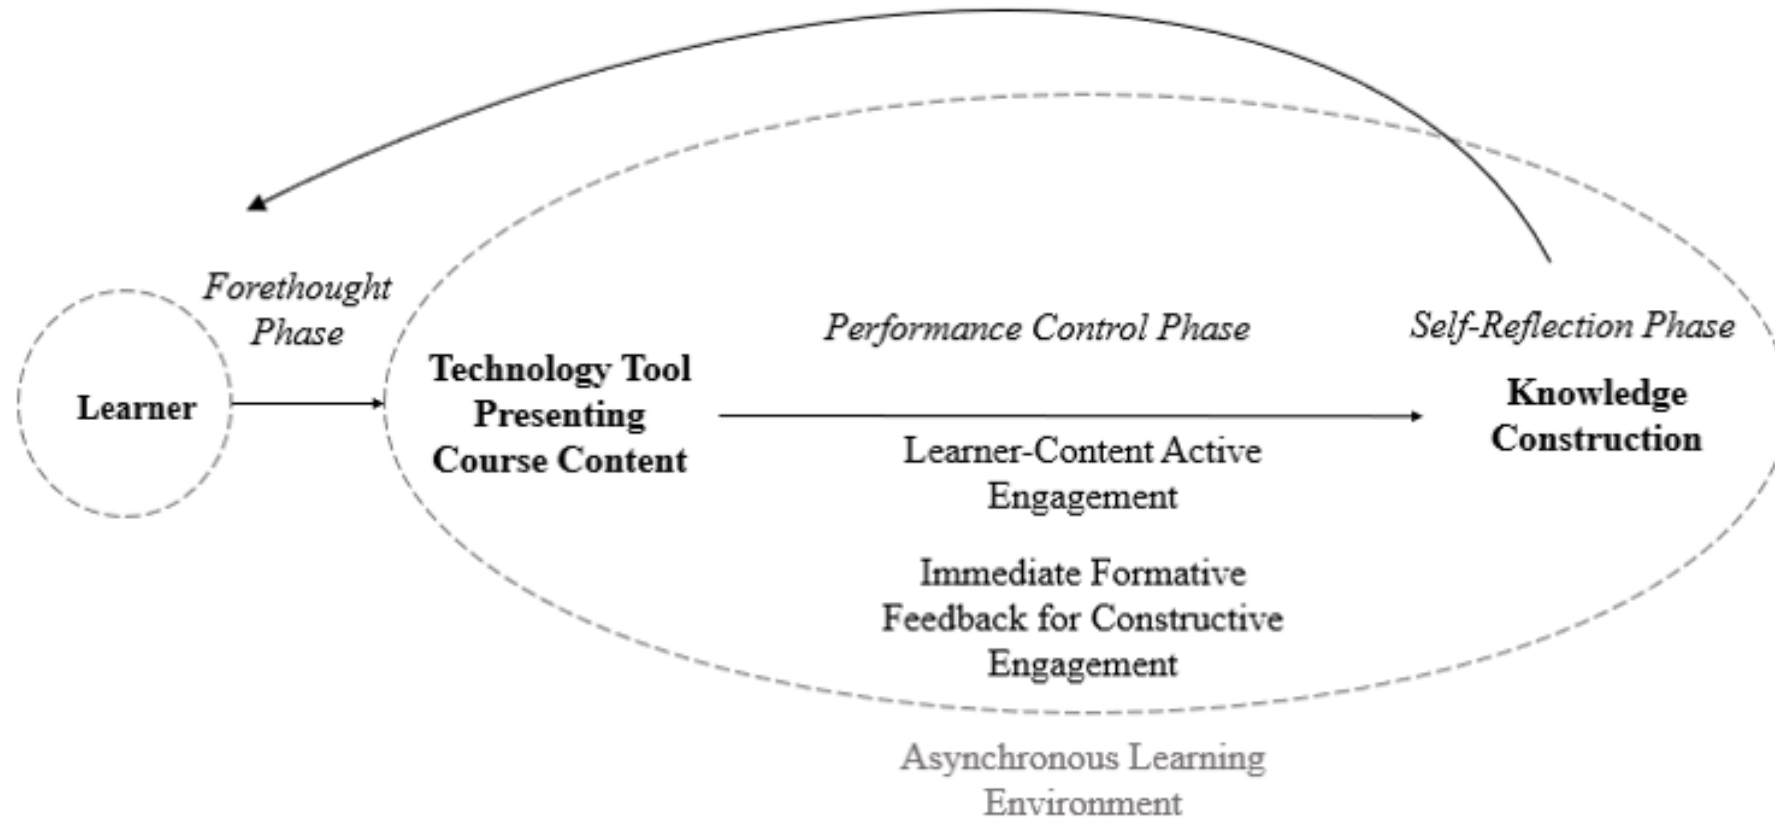 Forethought
Phase
Learner
Technology Tool
Presenting
Course Content
Performance Control Phase
Learner-Content Active
Engagement
Immediate Formative
Feedback for Constructive
Engagement
Self-Reflection Phase
Knowledge
Construction
Asynchronous Learning
Environment